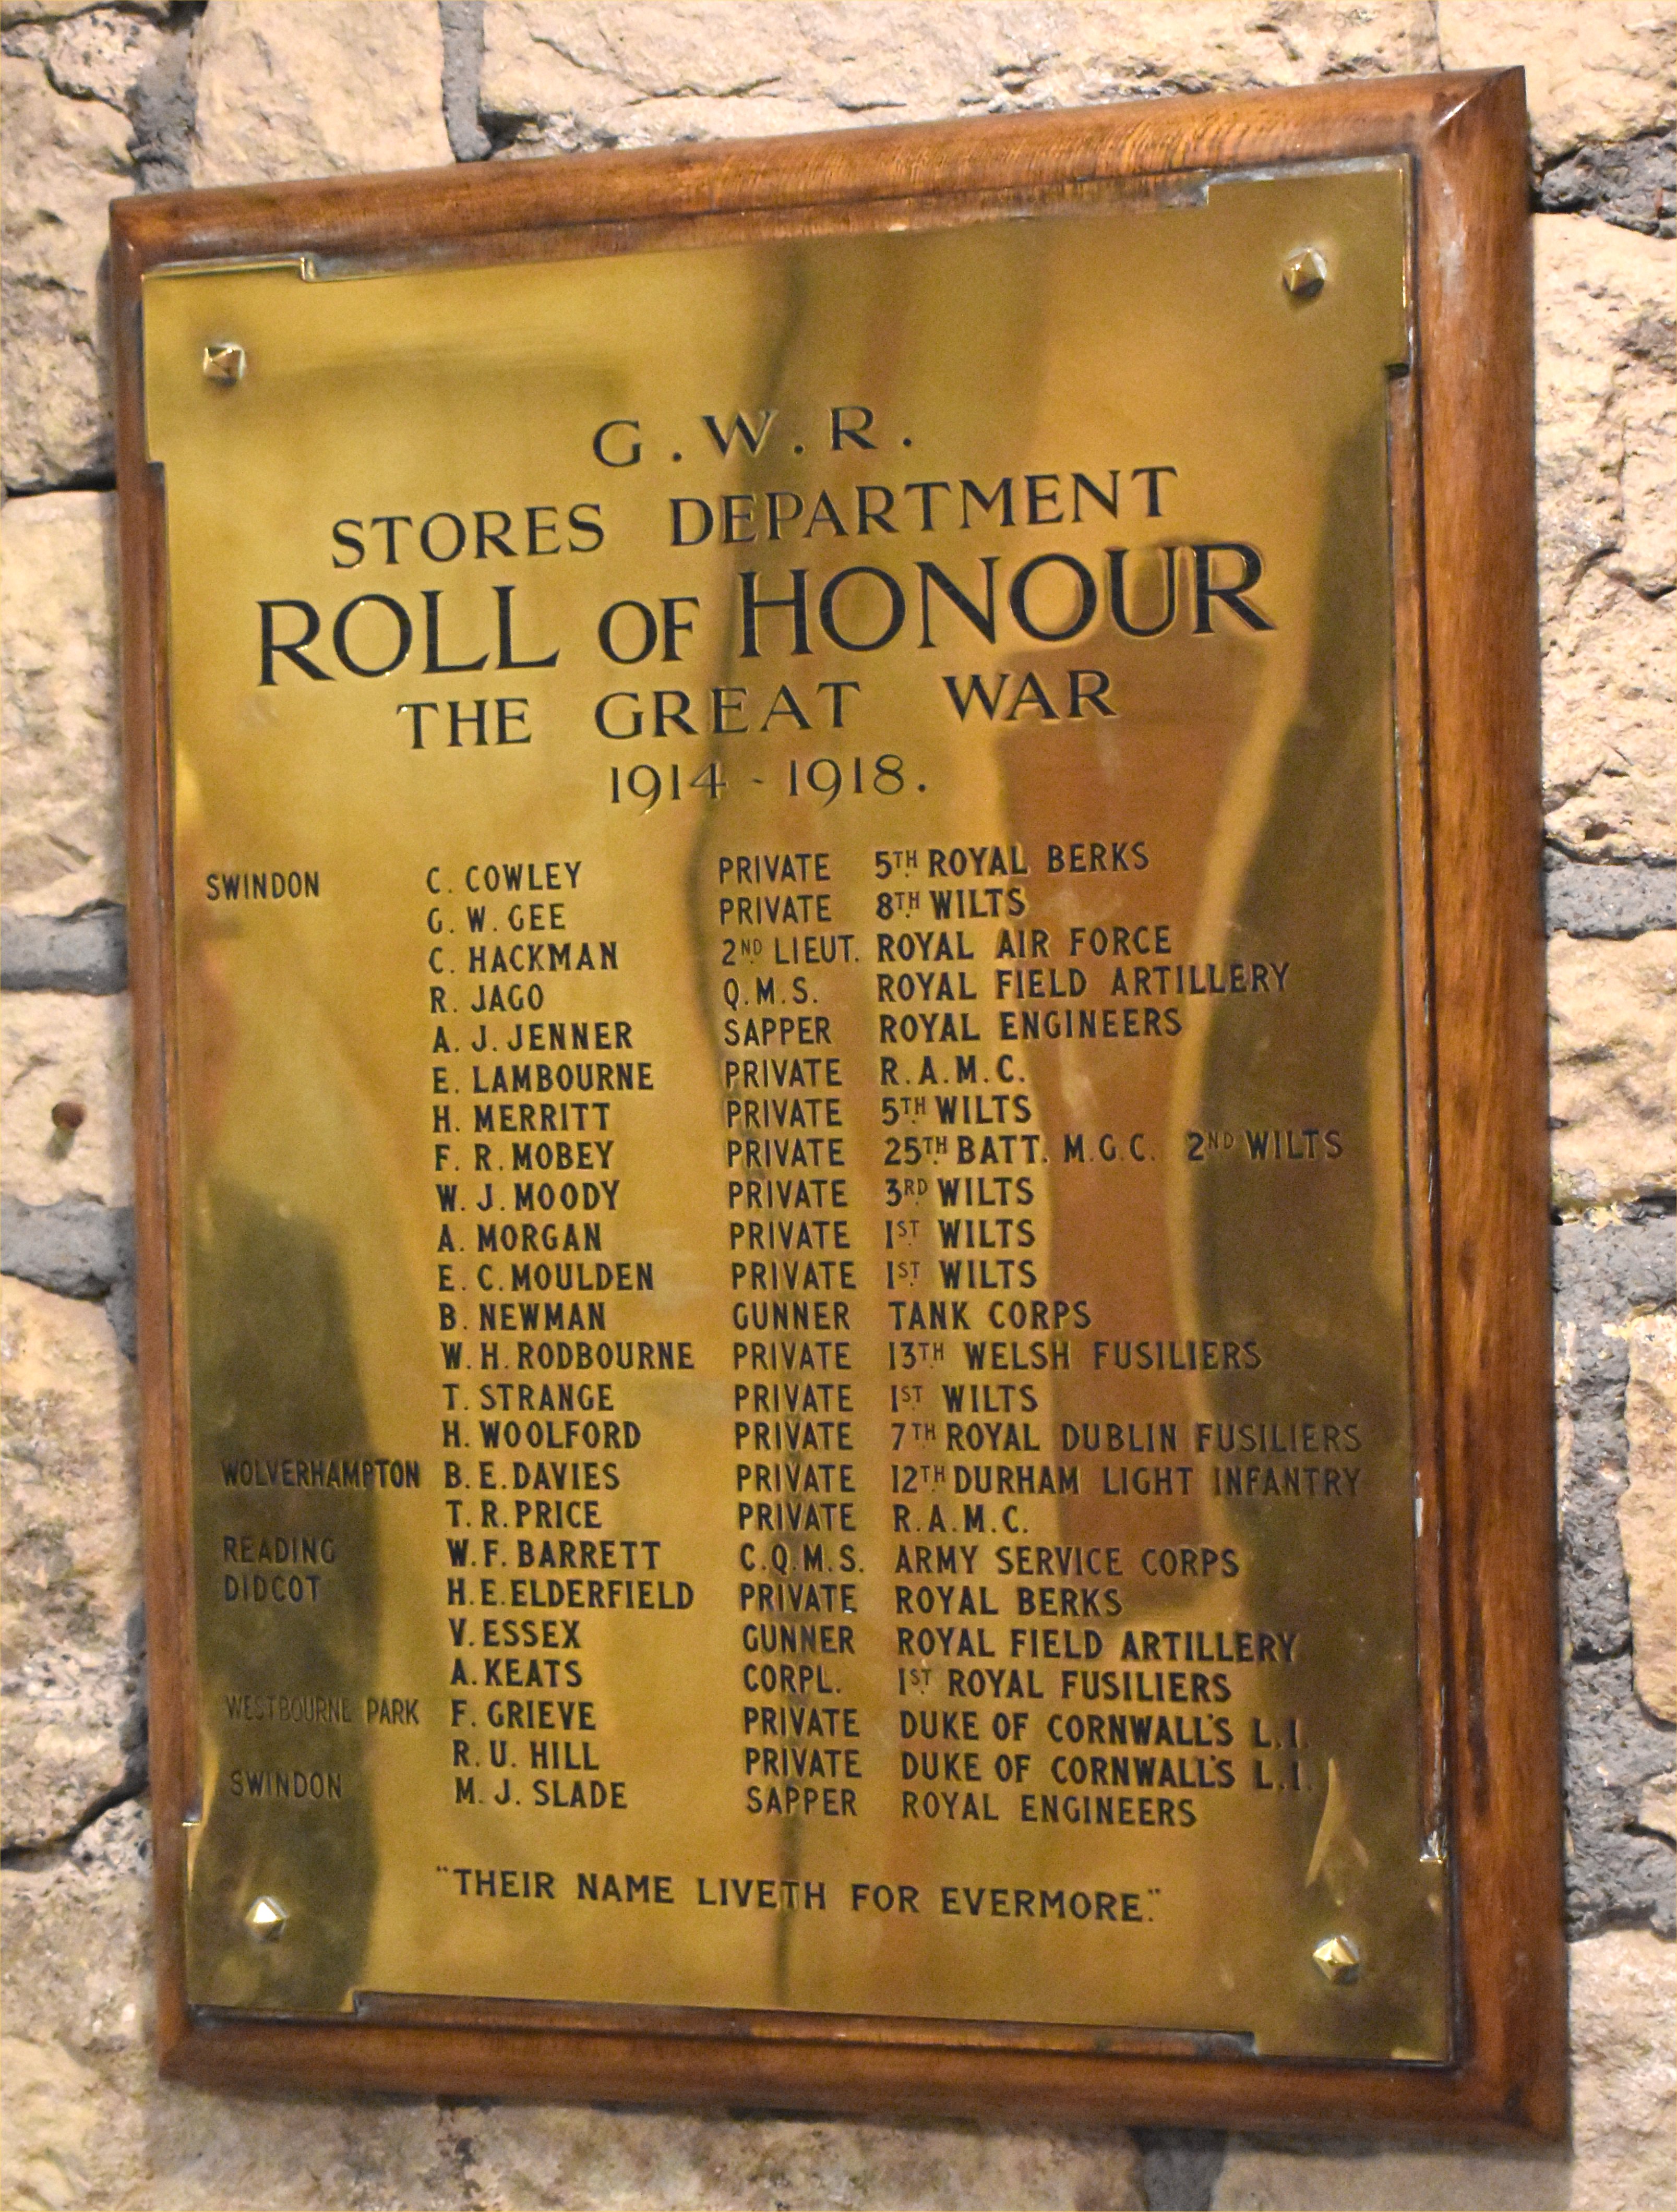 G.W.R.
STORES DEPARTMENT
ROLL OF HONOUR
THE GREAT WAR
1914 - 1918.
SWINDON C. COWLEY PRIVATE 5TH ROYAL BERKS
G. W. GEE PRIVATE 8TH WILTS
C. HACKMAN 2ND LIEUT. ROYAL AIR FORCE
R. JAGO Q.M.S. ROYAL FIELD ARTILLERY
A. J. JENNER SAPPER ROYAL ENGINEERS
E. LAMBOURNE PRIVATE R.A.M.C.
H. MERRITT PRIVATE 5TH WILTS
F. R. MOBEY PRIVATE 25TH BATT. M.G.C. 2ND WILTS
W. J. MOODY PRIVATE 3RD WILTS
A. MORGAN PRIVATE 1ST WILTS
E. C. MOULDEN PRIVATE 1ST WILTS
B. NEWMAN GUNNER TANK CORPS
W. H. RODBOURNE PRIVATE 13TH WELSH FUSILIERS
T. STRANGE PRIVATE 1ST WILTS
H. WOOLFORD PRIVATE 7TH ROYAL DUBLIN FUSILIERS
WOLVERHAMPTON B. E. DAVIES PRIVATE 12TH DURHAM LIGHT INFANTRY
T. R. PRICE PRIVATE R.A.M.C.
READING W. F. BARRETT C.Q.M.S. ARMY SERVICE CORPS
DIDCOT H. E. ELDERFIELD PRIVATE ROYAL BERKS
V. ESSEX GUNNER ROYAL FIELD ARTILLERY
A. KEATS CORPL. 1ST ROYAL FUSILIERS
WESTBOURNE PARK F. GRIEVE PRIVATE DUKE OF CORNWALL'S L.I.
R. U. HILL PRIVATE DUKE OF CORNWALL'S L.I.
SWINDON M. J. SLADE SAPPER ROYAL ENGINEERS
"THEIR NAME LIVETH FOR EVERMORE."